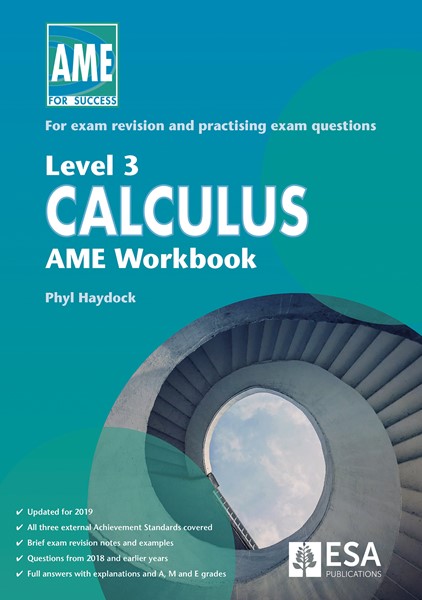 AME
FOR SUCCESS
For exam revision and practising exam questions
Level 3
CALCULUS
AME Workbook
Phyl Haydock
✔ Updated for 2019
✔ All three external Achievement Standards covered
✔ Brief exam revision notes and examples
✔ Questions from 2018 and earlier years
✔ Full answers with explanations and A, M and E grades
ESA
PUBLICATIONS